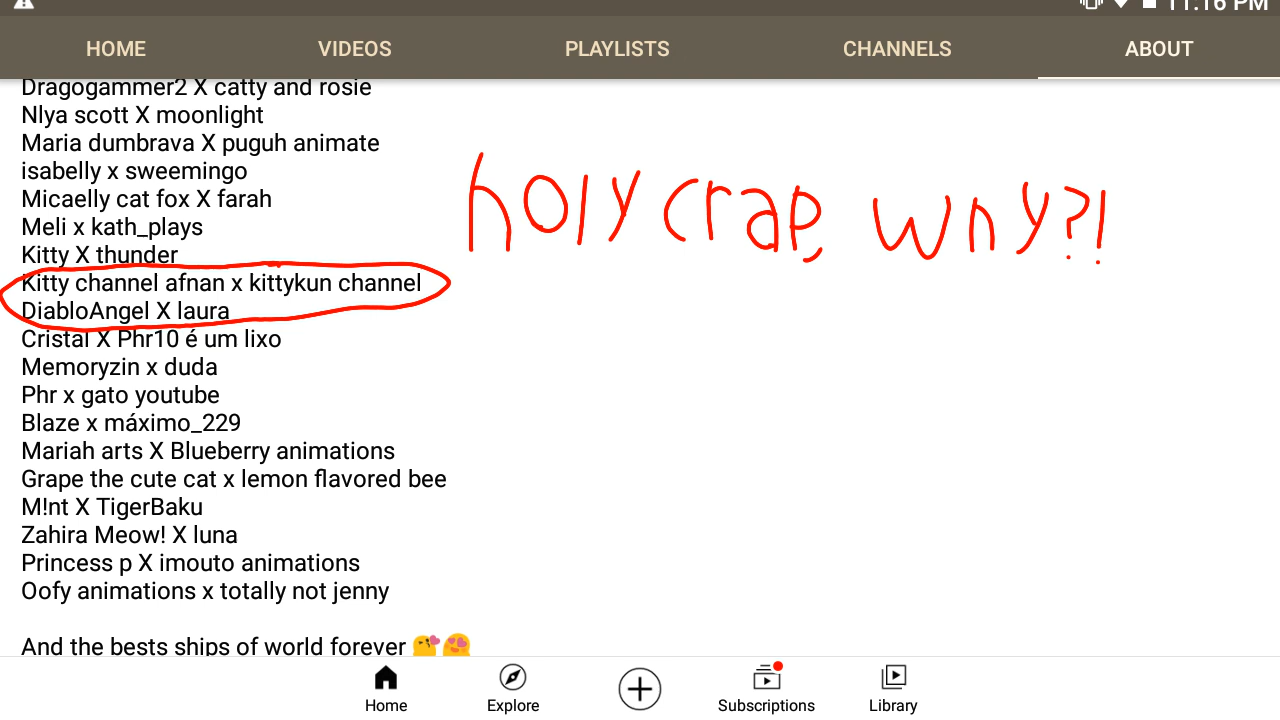 11:16 PM
HOME VIDEOS PLAYLISTS CHANNELS ABOUT
Dragogammer2 X catty and rosie
Nlya scott X moonlight
Maria dumbrava X puguh animate
isabelly x sweemingo
Micaelly cat fox X farah
Meli x kath_plays
Kitty X thunder
holy crap, why?!
Kitty channel afnan x kittykun channel
DiabloAngel X laura
Cristal X Phr10 é um lixo
Memoryzin x duda
Phr x gato youtube
Blaze x máximo_229
Mariah arts X Blueberry animations
Grape the cute cat x lemon flavored bee
M!nt X TigerBaku
Zahira Meow! X luna
Princess p X imouto animations
Oofy animations x totally not jenny
And the bests ships of world forever 😘😍
Home Explore Subscriptions Library